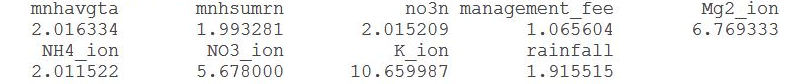 mnhavgta mnhsumrn no3n management_fee Mg2_ion
2.016334 1.993281 2.015209 1.065604 6.769333
NH4_ion NO3_ion K_ion rainfall
2.011522 5.678000 10.659987 1.915515